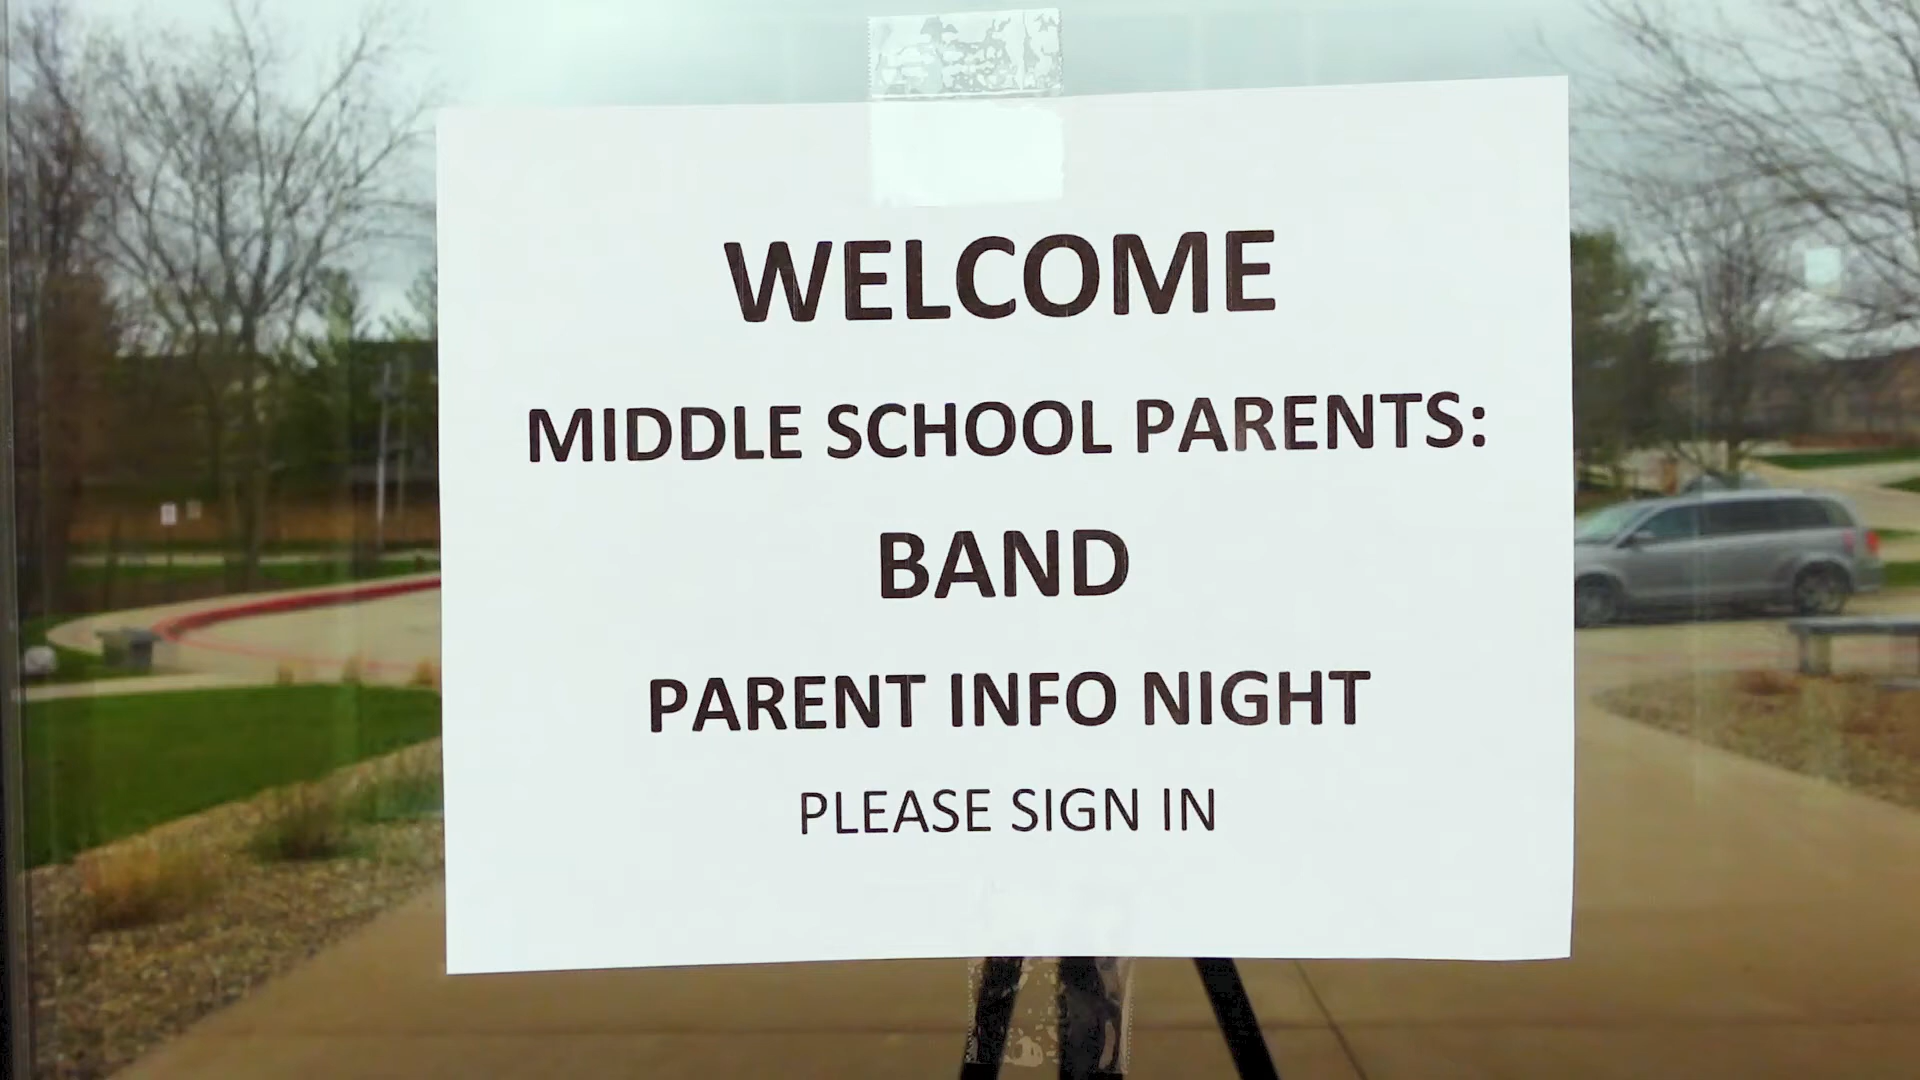 WELCOME
MIDDLE SCHOOL PARENTS:
BAND
PARENT INFO NIGHT
PLEASE SIGN IN